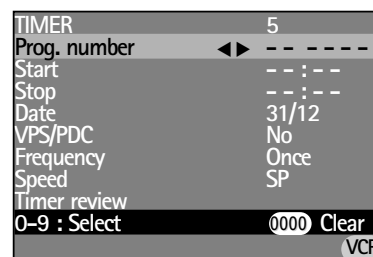 TIMER 5
Prog. number ◀▶ -- -----
Start --:--
Stop --:--
Date 31/12
VPS/PDC No
Frequency Once
Speed SP
Timer review
0-9 : Select 0000 Clear
VCR